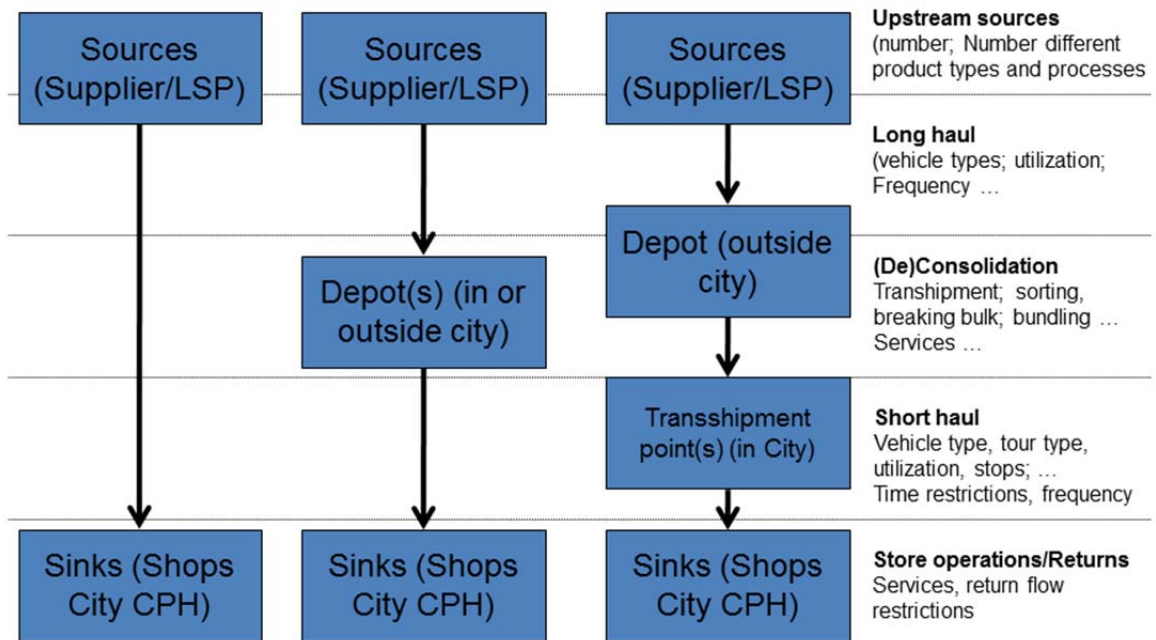 Sources
(Supplier/LSP)
Sources
(Supplier/LSP)
Sources
(Supplier/LSP)
Upstream sources
(number; Number different
product types and processes
Long haul
(vehicle types; utilization;
Frequency ...
Depot (outside
city)
Depot(s) (in or
outside city)
(De)Consolidation
Transhipment; sorting,
breaking bulk; bundling ...
Services ...
Transshipment
point(s) (in City)
Short haul
Vehicle type, tour type,
utilization, stops; ...
Time restrictions, frequency
Sinks (Shops
City CPH)
Sinks (Shops
City CPH)
Sinks (Shops
City CPH)
Store operations/Returns
Services, return flow
restrictions